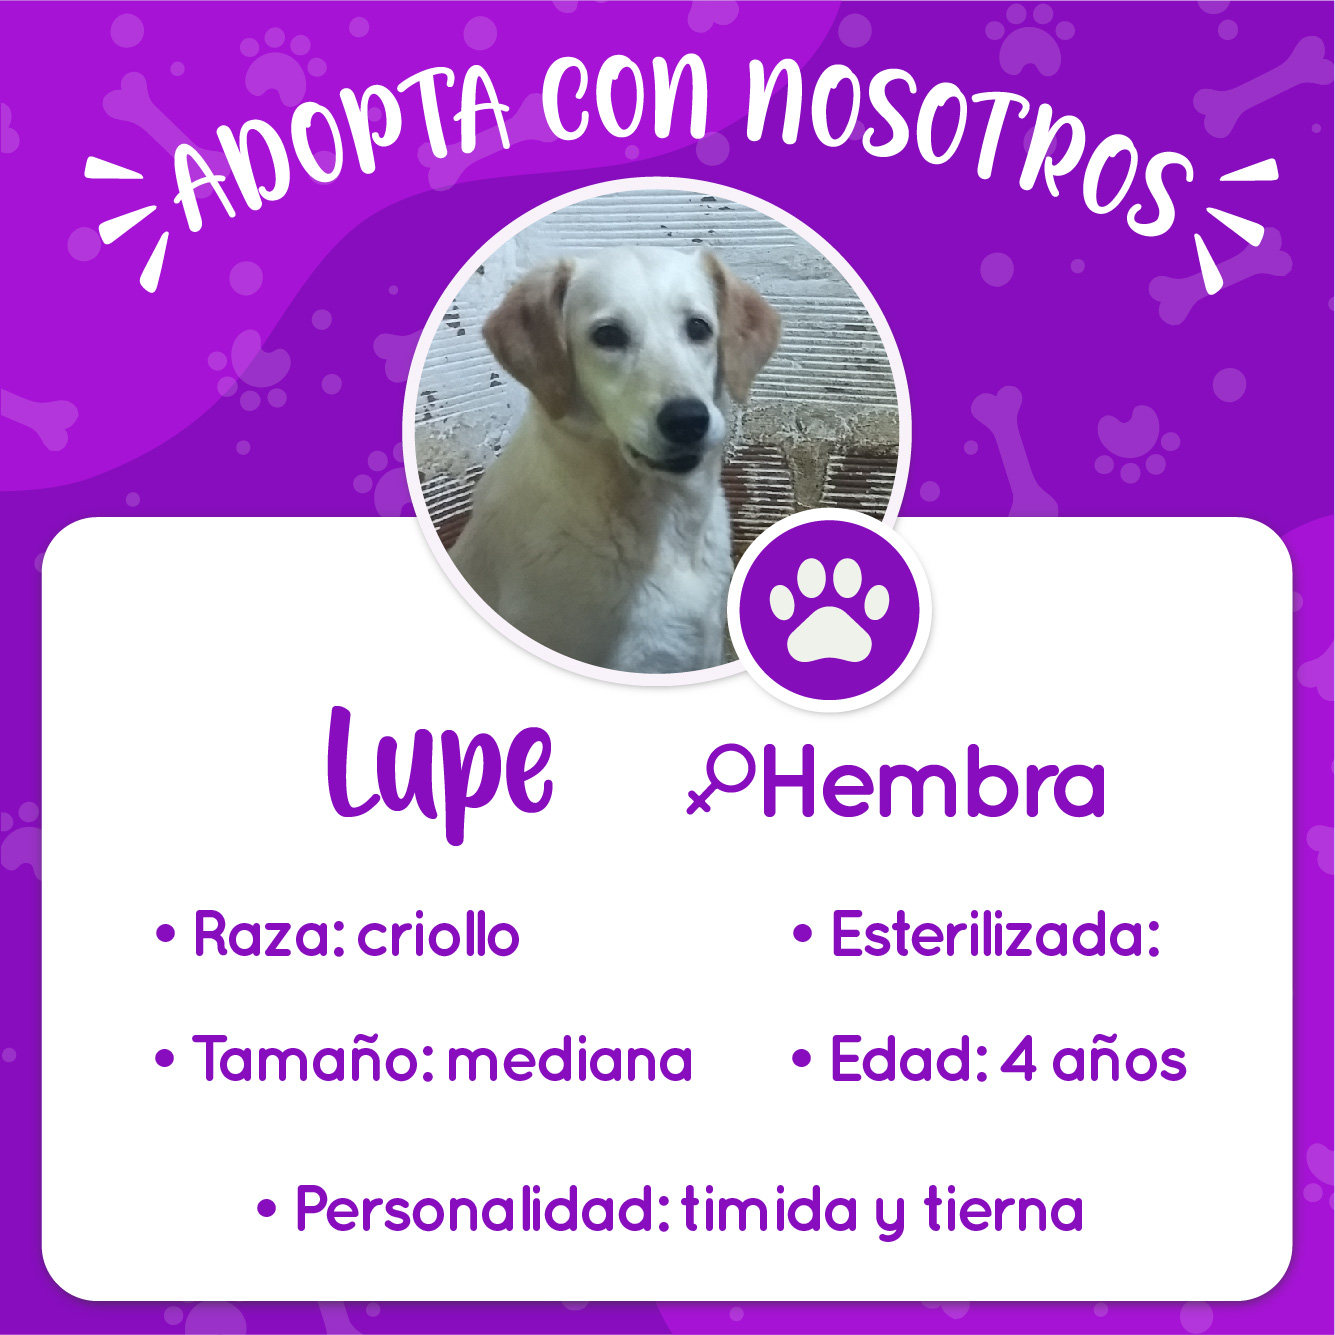 ADOPTA CON NOSOTROS
Lupe
♀Hembra
• Raza: criollo
• Esterilizada:
• Tamaño: mediana
• Edad: 4 años
• Personalidad: timida y tierna